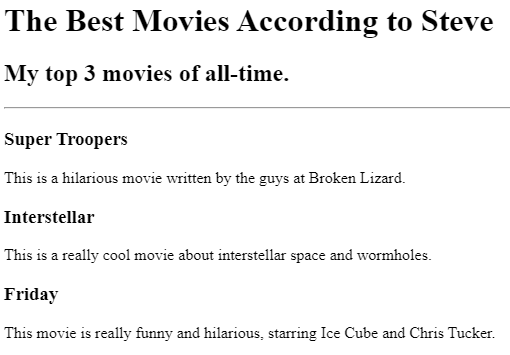 The Best Movies According to Steve
My top 3 movies of all-time.
Super Troopers
This is a hilarious movie written by the guys at Broken Lizard.
Interstellar
This is a really cool movie about interstellar space and wormholes.
Friday
This movie is really funny and hilarious, starring Ice Cube and Chris Tucker.